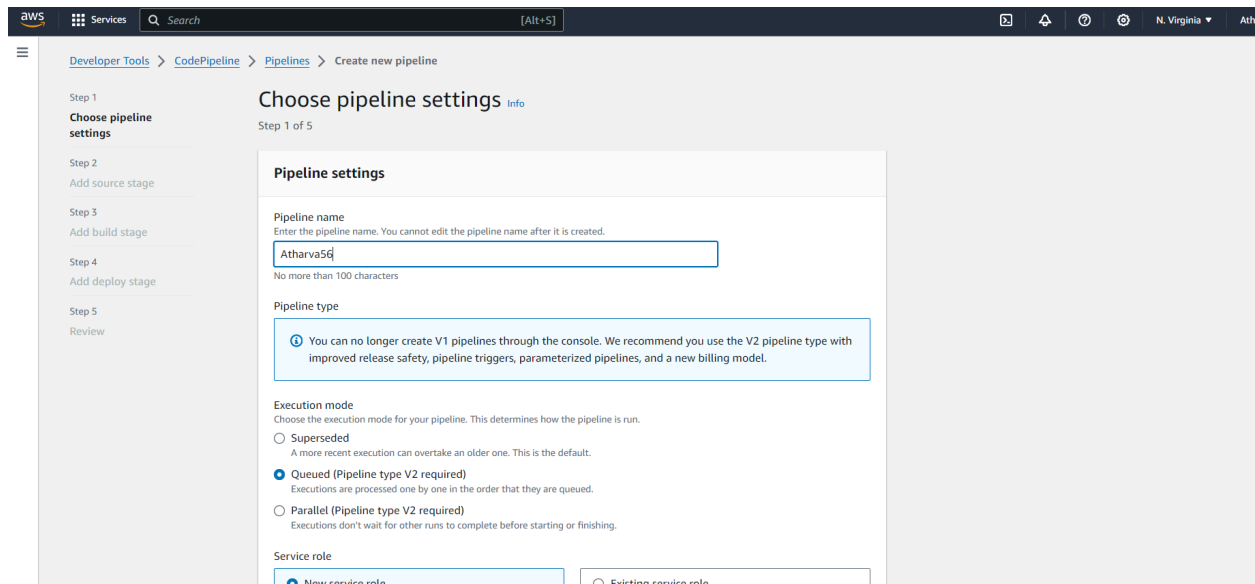 aws Services Search [Alt+S] N. Virginia Ath
Developer Tools > CodePipeline > Pipelines > Create new pipeline
Step 1
Choose pipeline
settings
Step 2
Add source stage
Step 3
Add build stage
Step 4
Add deploy stage
Step 5
Review
Choose pipeline settings Info
Step 1 of 5
Pipeline settings
Pipeline name
Enter the pipeline name. You cannot edit the pipeline name after it is created.
Atharva56
No more than 100 characters
Pipeline type
You can no longer create V1 pipelines through the console. We recommend you use the V2 pipeline type with
improved release safety, pipeline triggers, parameterized pipelines, and a new billing model.
Execution mode
Choose the execution mode for your pipeline. This determines how the pipeline is run.
Superseded
A more recent execution can overtake an older one. This is the default.
Queued (Pipeline type V2 required)
Executions are processed one by one in the order that they are queued.
Parallel (Pipeline type V2 required)
Executions don't wait for other runs to complete before starting or finishing.
Service role
New service role Existing service role